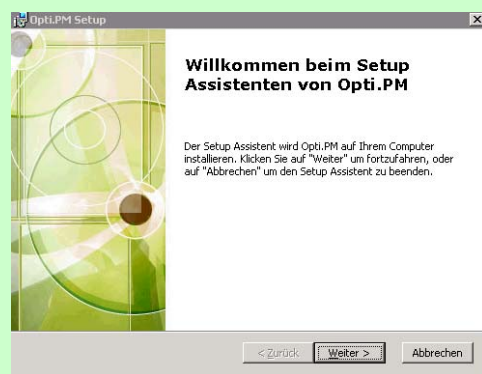 Opti.PM Setup
Willkommen beim Setup
Assistenten von Opti.PM
Der Setup Assistent wird Opti.PM auf Ihrem Computer
installieren. Klicken Sie auf "Weiter" um fortzufahren, oder
auf "Abbrechen" um den Setup Assistent zu beenden.
< Zurück Weiter > Abbrechen